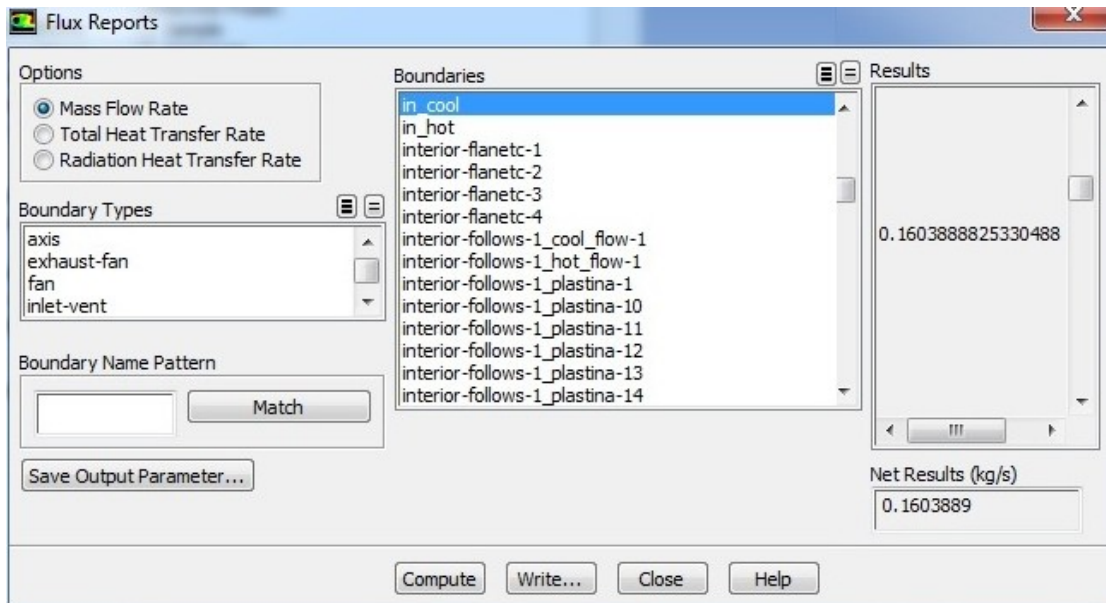 Flux Reports
Options
Mass Flow Rate
Total Heat Transfer Rate
Radiation Heat Transfer Rate
Boundary Types
axis
exhaust-fan
fan
inlet-vent
Boundary Name Pattern
Match
Save Output Parameter...
Boundaries
in_cool
in_hot
interior-flanetc-1
interior-flanetc-2
interior-flanetc-3
interior-flanetc-4
interior-follows-1_cool_flow-1
interior-follows-1_hot_flow-1
interior-follows-1_plastina-1
interior-follows-1_plastina-10
interior-follows-1_plastina-11
interior-follows-1_plastina-12
interior-follows-1_plastina-13
interior-follows-1_plastina-14
Results
0.1603888825330488
Net Results (kg/s)
0.1603889
Compute Write... Close Help